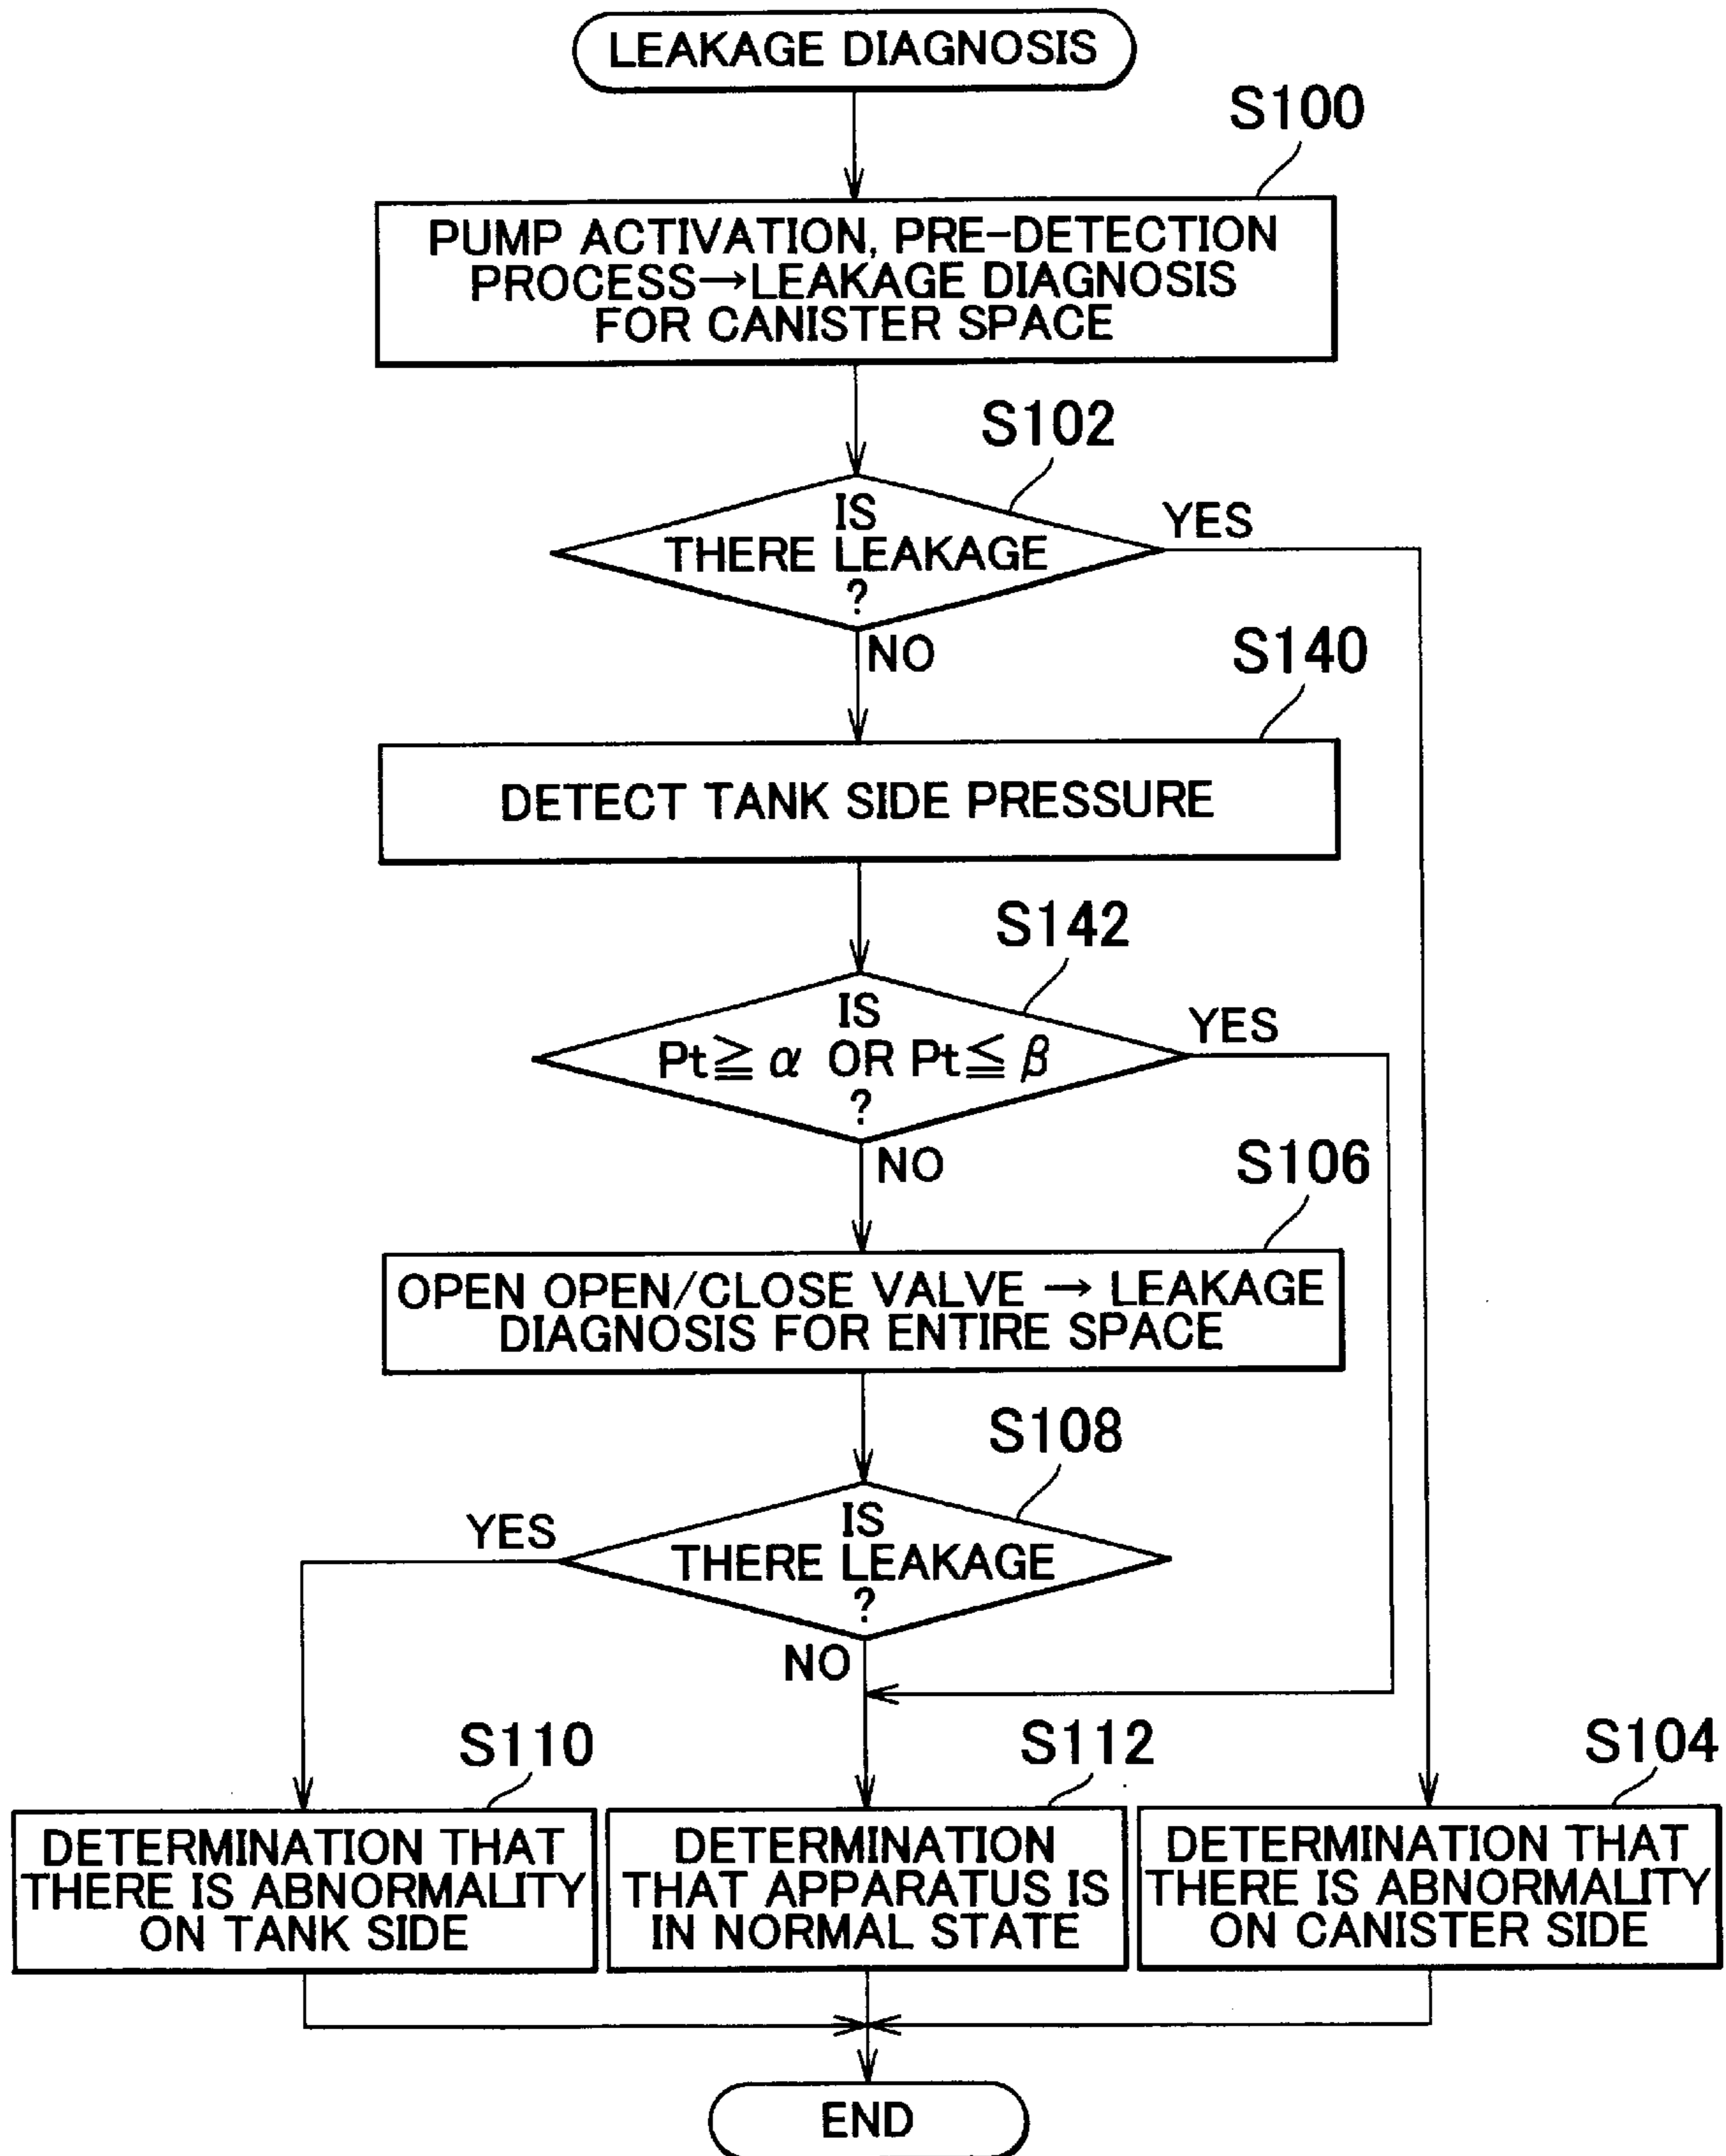 LEAKAGE DIAGNOSIS
S100
PUMP ACTIVATION, PRE-DETECTION
PROCESS→LEAKAGE DIAGNOSIS
FOR CANISTER SPACE
S102
IS
THERE LEAKAGE
?
YES
NO
S140
DETECT TANK SIDE PRESSURE
S142
IS
Pt≧α OR Pt≦β
?
YES
NO
S106
OPEN OPEN/CLOSE VALVE → LEAKAGE
DIAGNOSIS FOR ENTIRE SPACE
S108
IS
THERE LEAKAGE
?
YES
NO
S110
DETERMINATION THAT
THERE IS ABNORMALITY
ON TANK SIDE
S112
DETERMINATION
THAT APPARATUS IS
IN NORMAL STATE
S104
DETERMINATION THAT
THERE IS ABNORMALITY
ON CANISTER SIDE
END